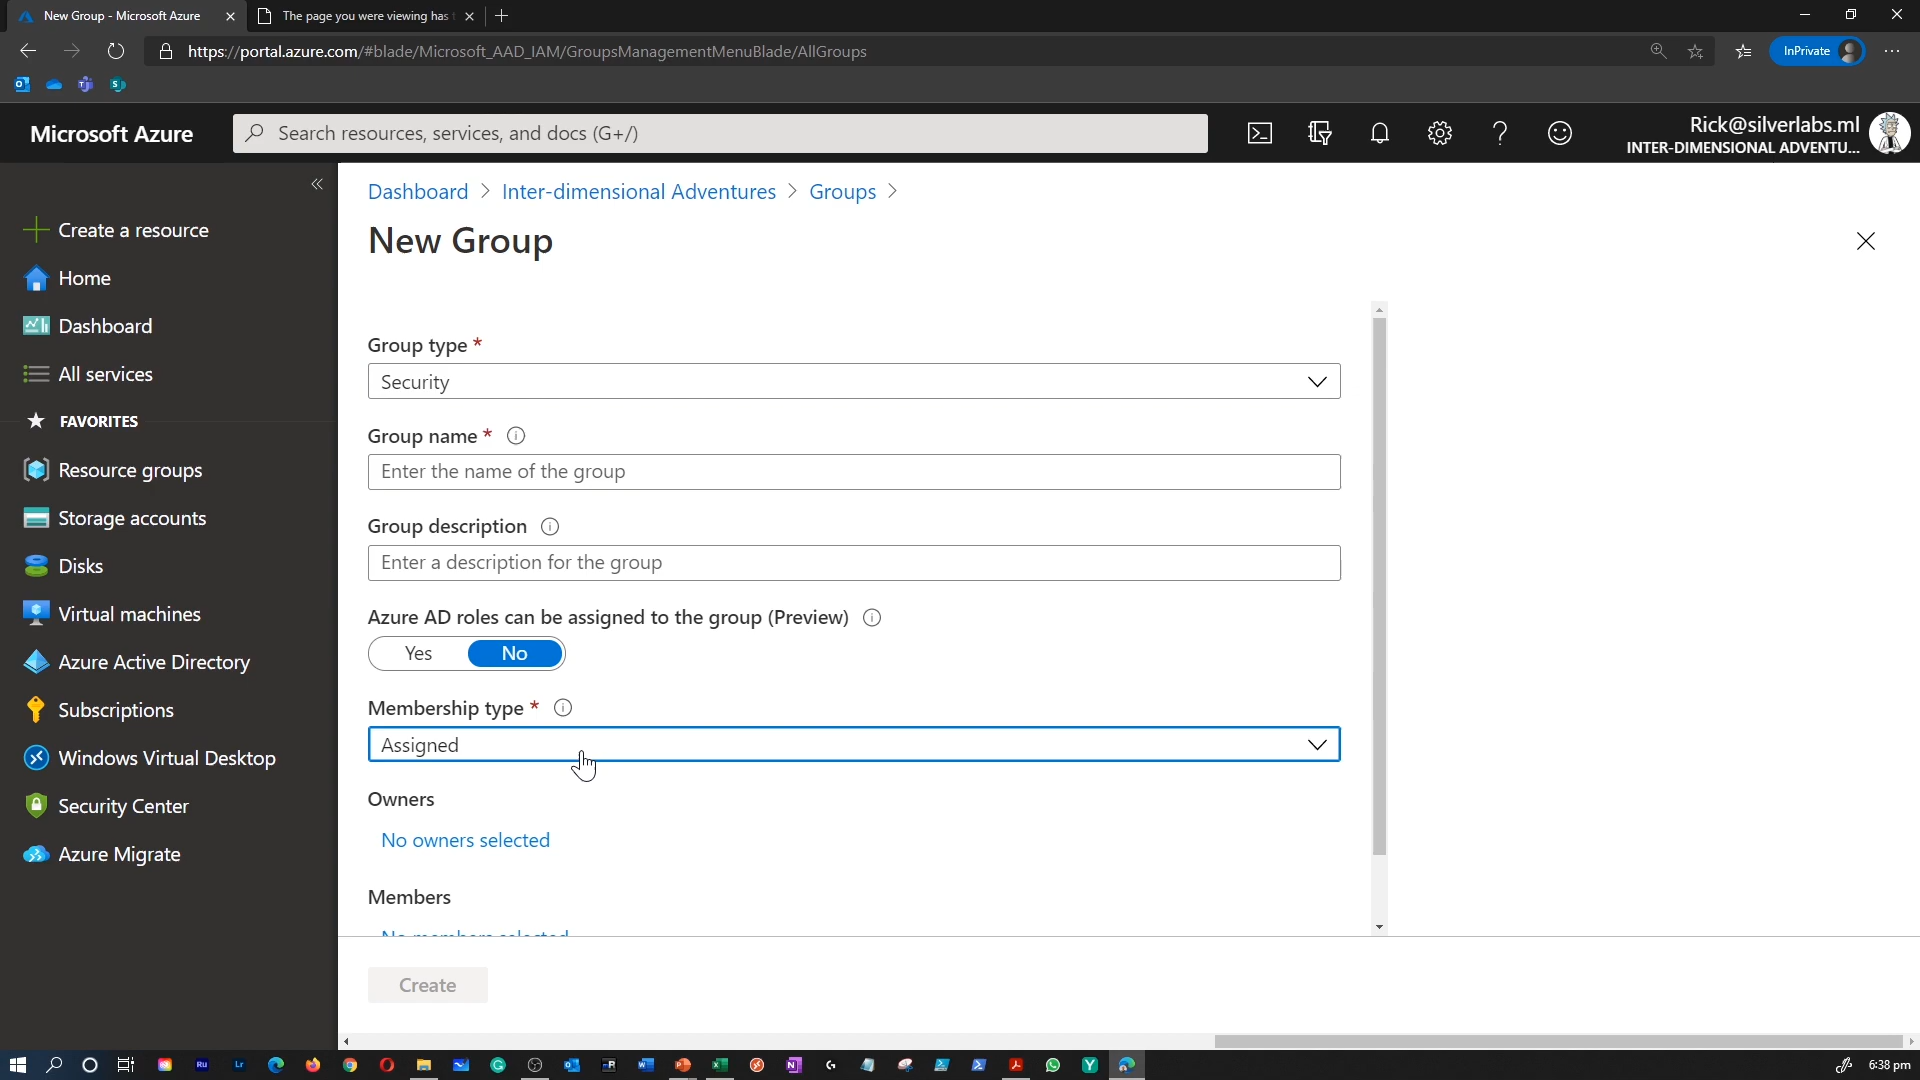 New Group - Microsoft Azure
The page you were viewing has
https://portal.azure.com/#blade/Microsoft_AAD_IAM/GroupsManagementMenuBlade/AllGroups
InPrivate
Microsoft Azure
Search resources, services, and docs (G+/)
Rick@silverlabs.ml
INTER-DIMENSIONAL ADVENTU...
Create a resource
Home
Dashboard
All services
FAVORITES
Resource groups
Storage accounts
Disks
Virtual machines
Azure Active Directory
Subscriptions
Windows Virtual Desktop
Security Center
Azure Migrate
Dashboard > Inter-dimensional Adventures > Groups >
New Group
Group type *
Security
Group name *
Enter the name of the group
Group description
Enter a description for the group
Azure AD roles can be assigned to the group (Preview)
Yes No
Membership type *
Assigned
Owners
No owners selected
Members
No members selected
Create
6:38 pm